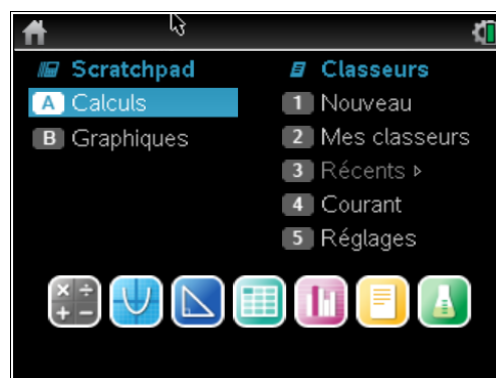 Scratchpad
A Calculs
B Graphiques
Classeurs
1 Nouveau
2 Mes classeurs
3 Récents ▸
4 Courant
5 Réglages